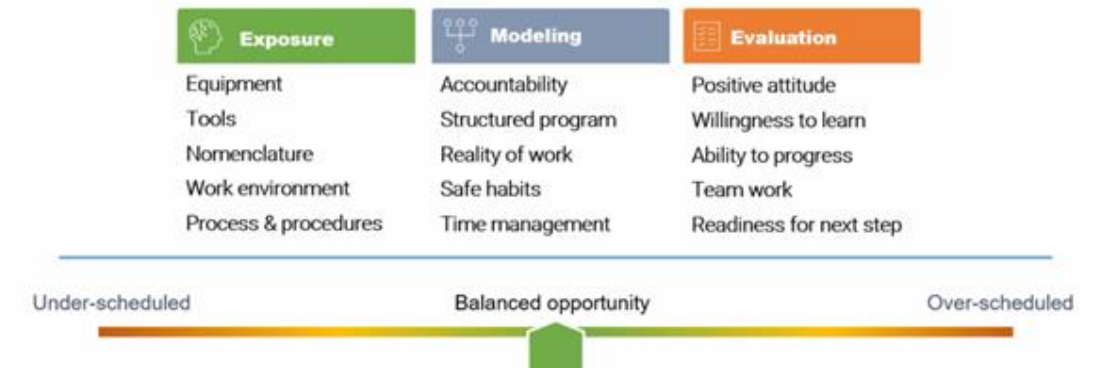 Exposure
Equipment
Tools
Nomenclature
Work environment
Process & procedures
Modeling
Accountability
Structured program
Reality of work
Safe habits
Time management
Evaluation
Positive attitude
Willingness to learn
Ability to progress
Team work
Readiness for next step
Under-scheduled
Balanced opportunity
Over-scheduled